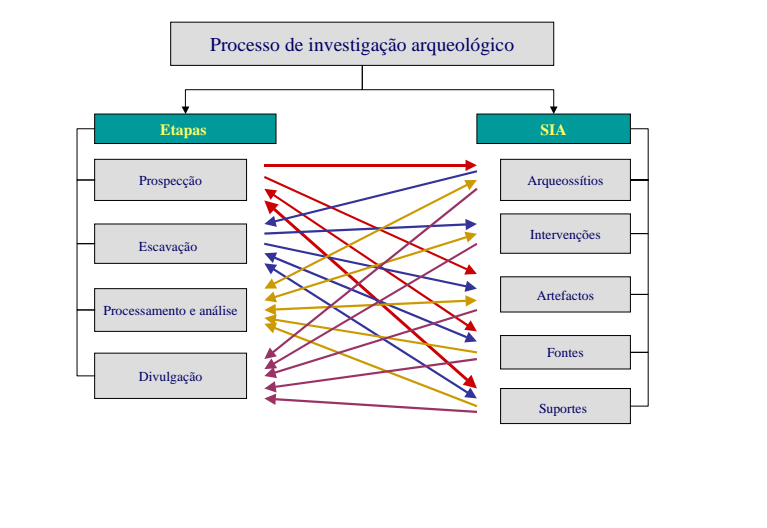 Processo de investigação arqueológico
Etapas
SIA
Prospecção
Arqueossítios
Escavação
Intervenções
Processamento e análise
Artefactos
Divulgação
Fontes
Suportes